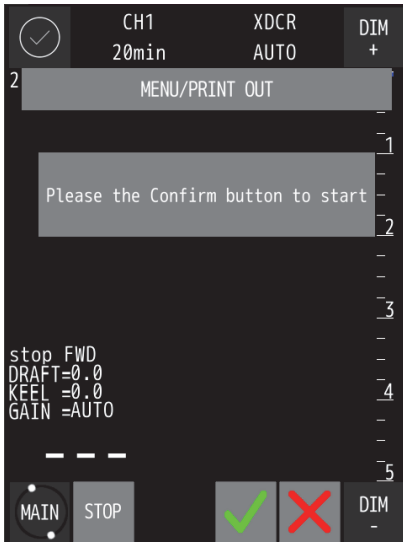 CH1 XDCR DIM
20min AUTO +
2
MENU/PRINT OUT
1
Please the Confirm button to start
2
3
stop FWD
DRAFT=0.0
KEEL =0.0
GAIN =AUTO
4
– – –
5
MAIN STOP DIM
-